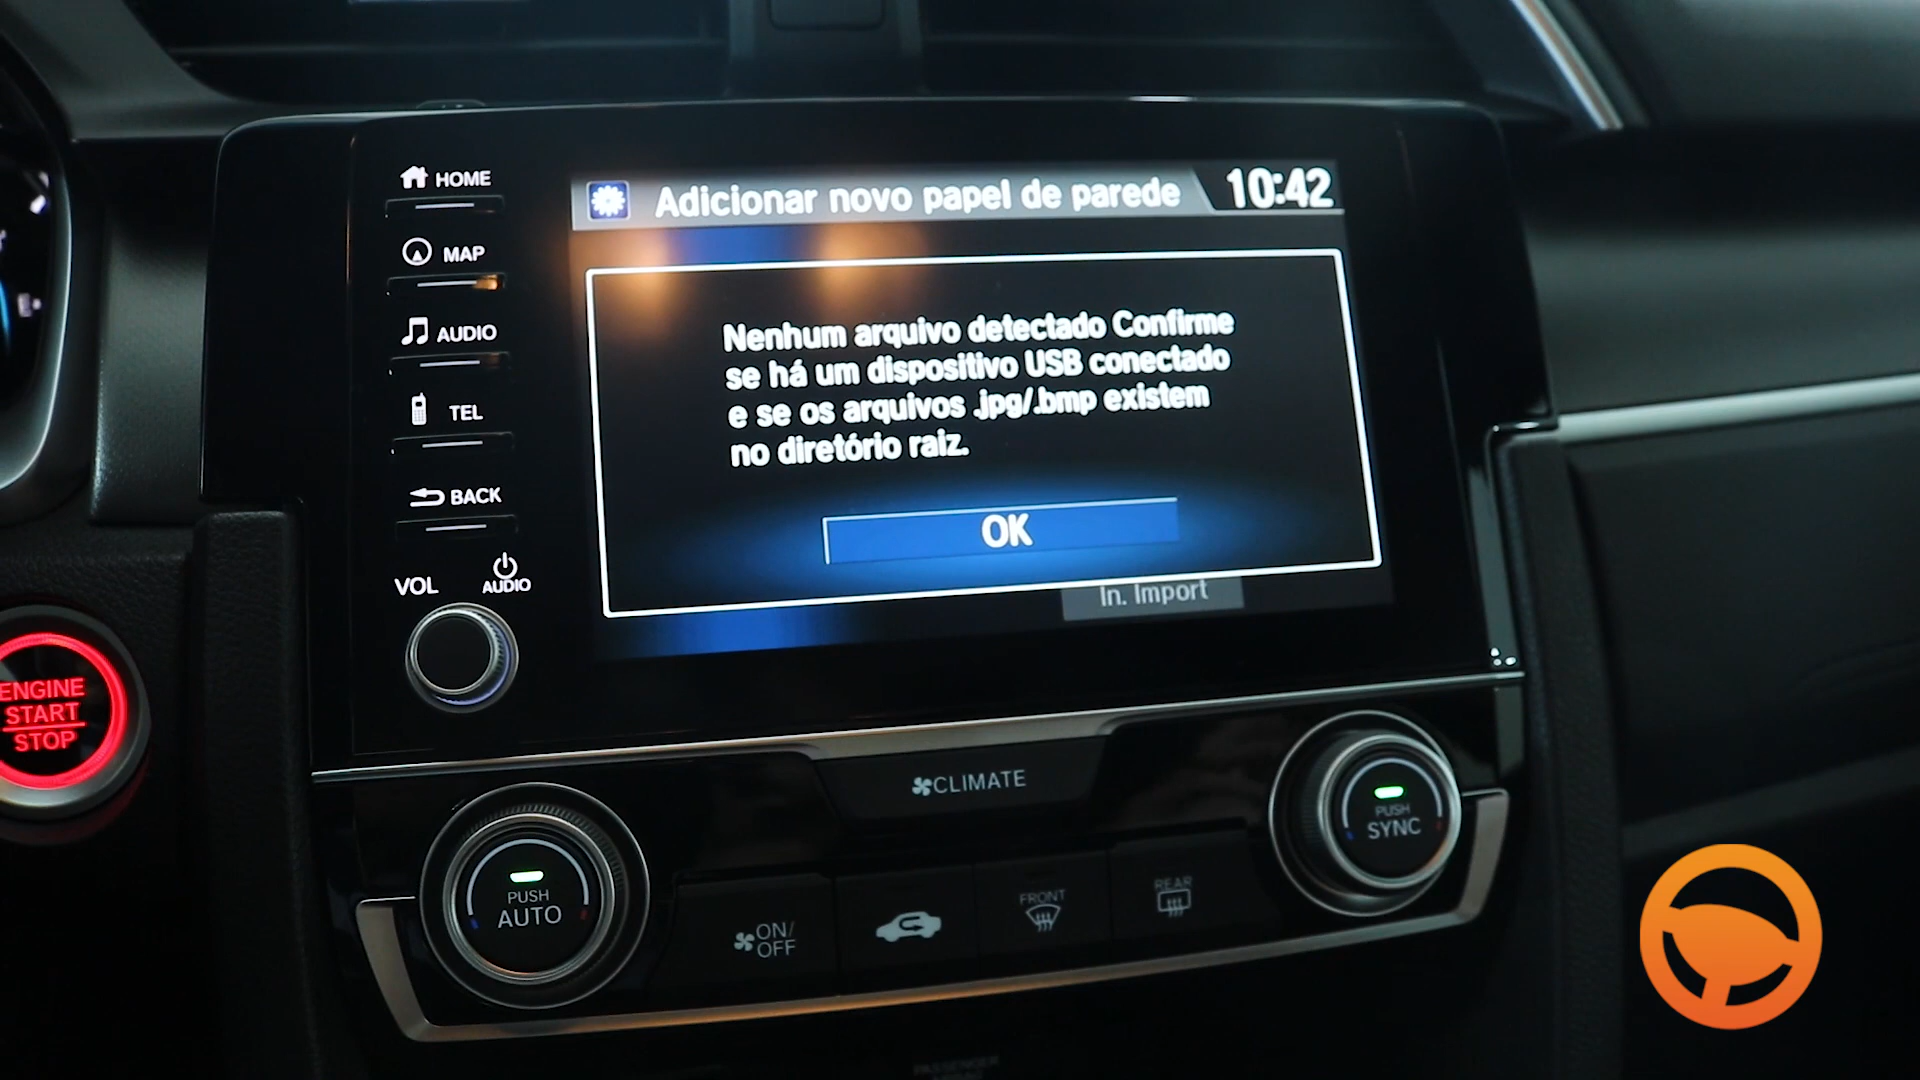 HOME
MAP
AUDIO
TEL
BACK
VOL
AUDIO
Adicionar novo papel de parede
10:42
Nenhum arquivo detectado Confirme
se há um dispositivo USB conectado
e se os arquivos .jpg/.bmp existem
no diretório raiz.
OK
In. Import
ENGINE
START
STOP
CLIMATE
PUSH
AUTO
ON/
OFF
FRONT
REAR
PUSH
SYNC
PASSENGER